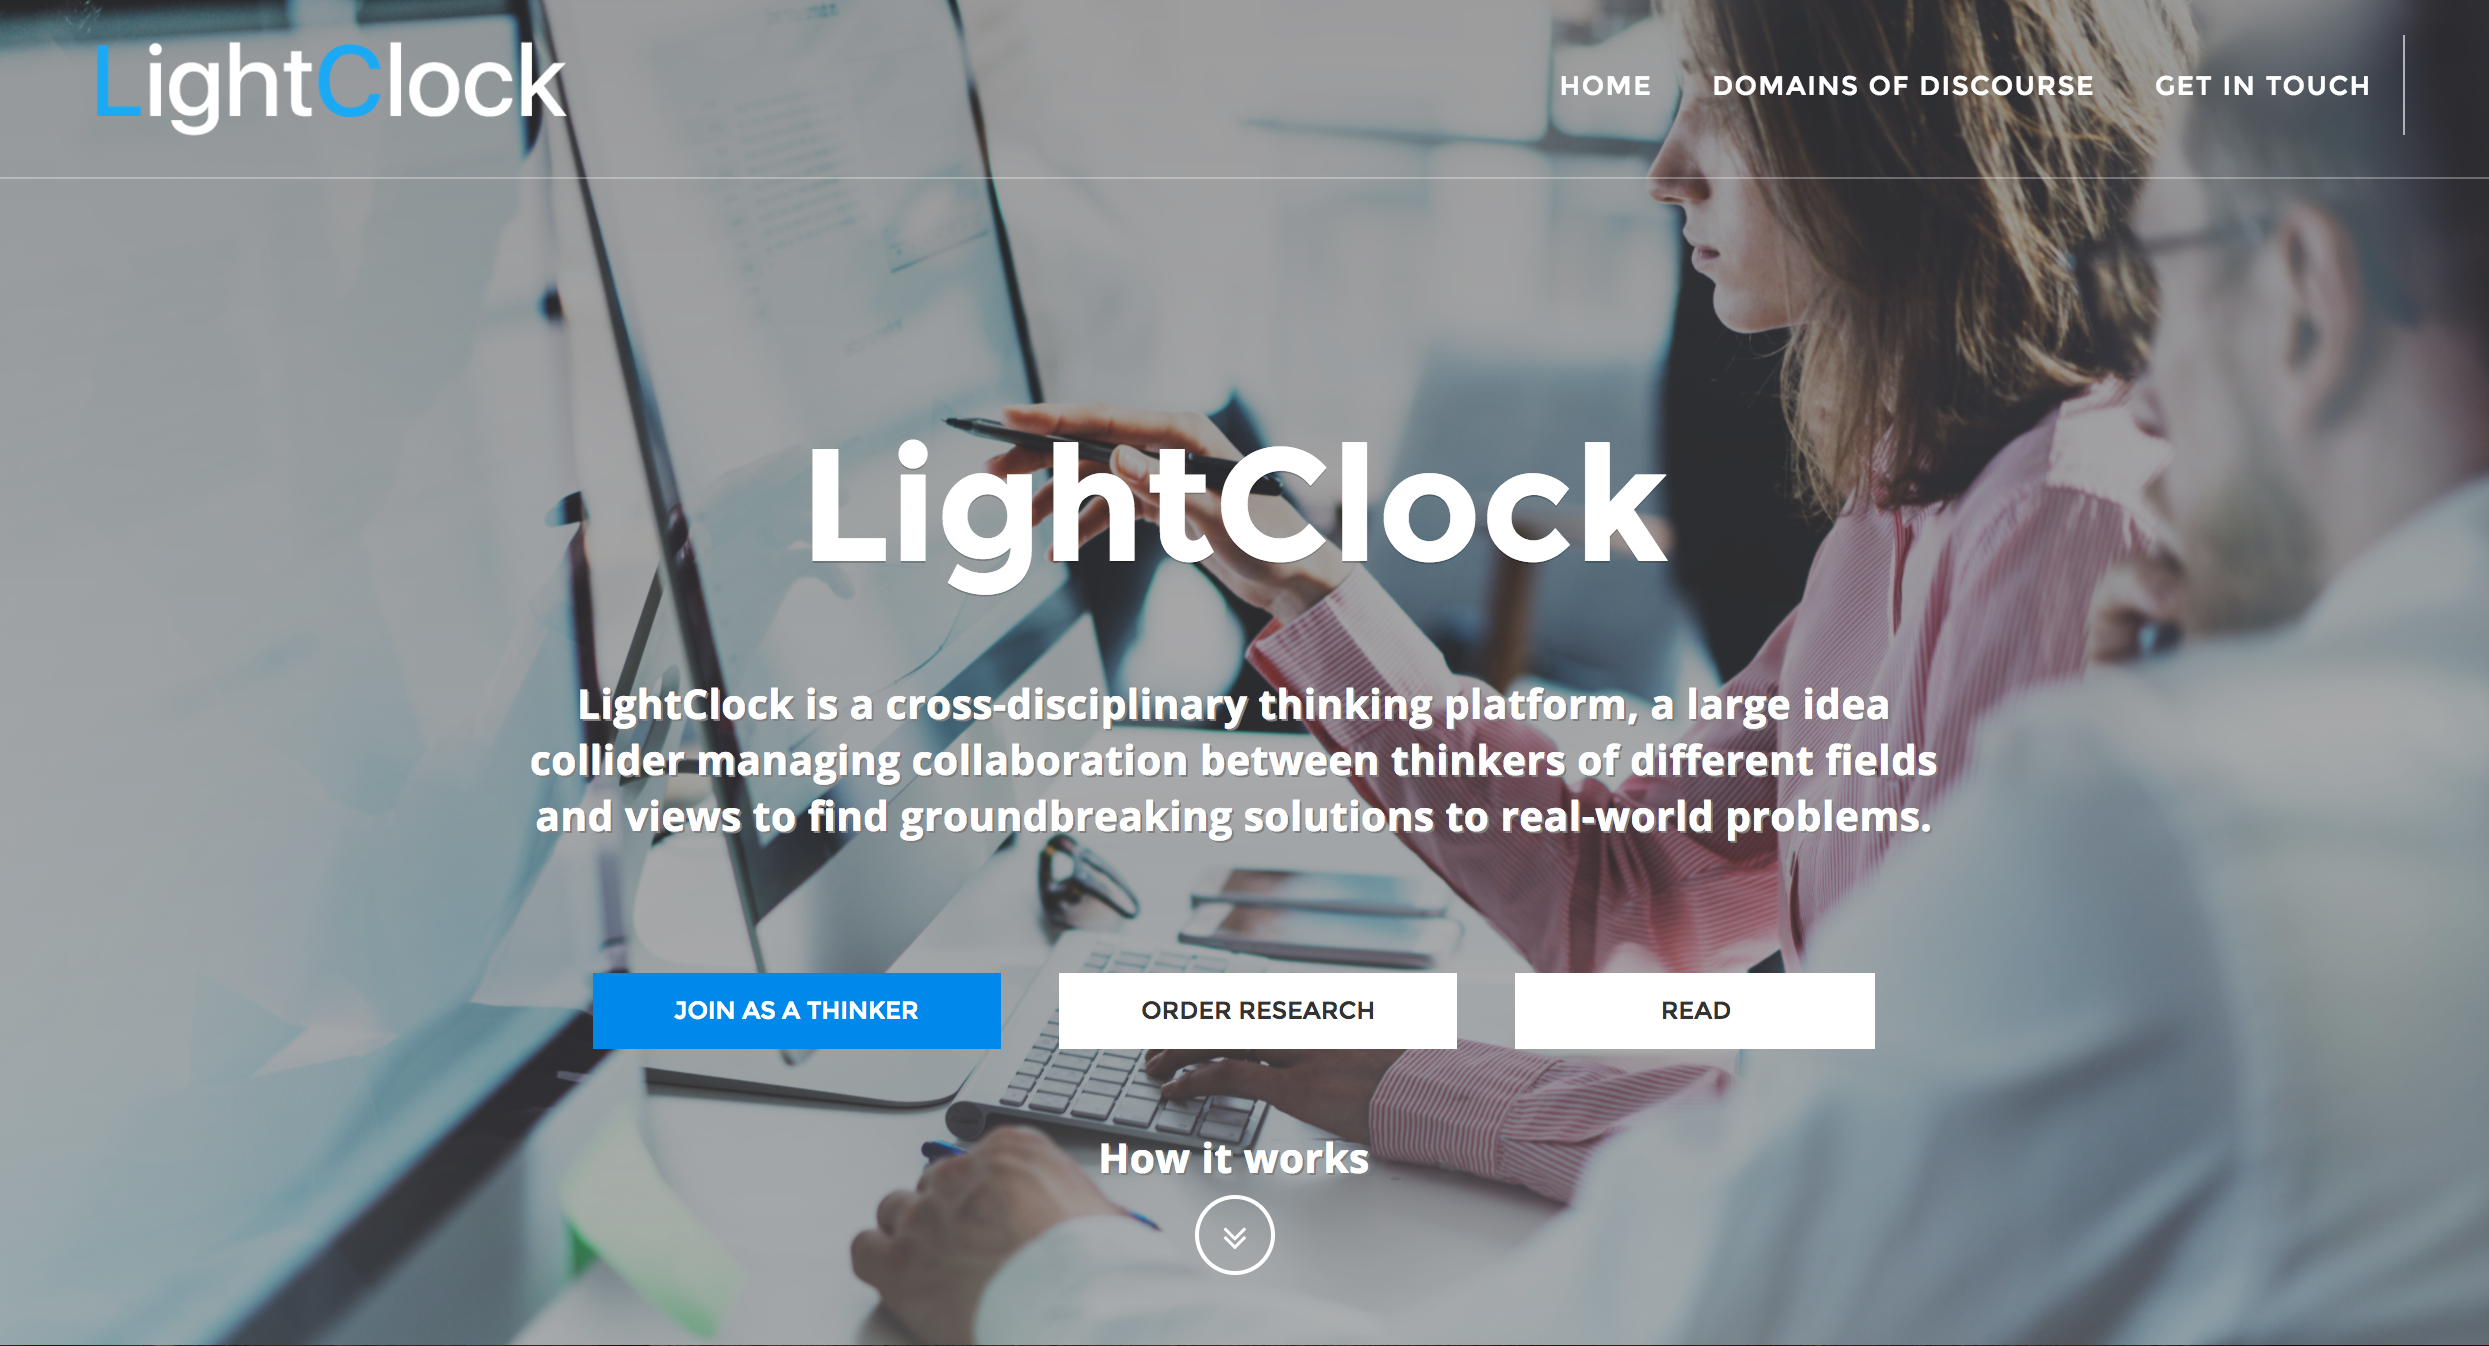 LightClock
HOME
DOMAINS OF DISCOURSE
GET IN TOUCH
LightClock
LightClock is a cross-disciplinary thinking platform, a large idea
collider managing collaboration between thinkers of different fields
and views to find groundbreaking solutions to real-world problems.
JOIN AS A THINKER
ORDER RESEARCH
READ
How it works